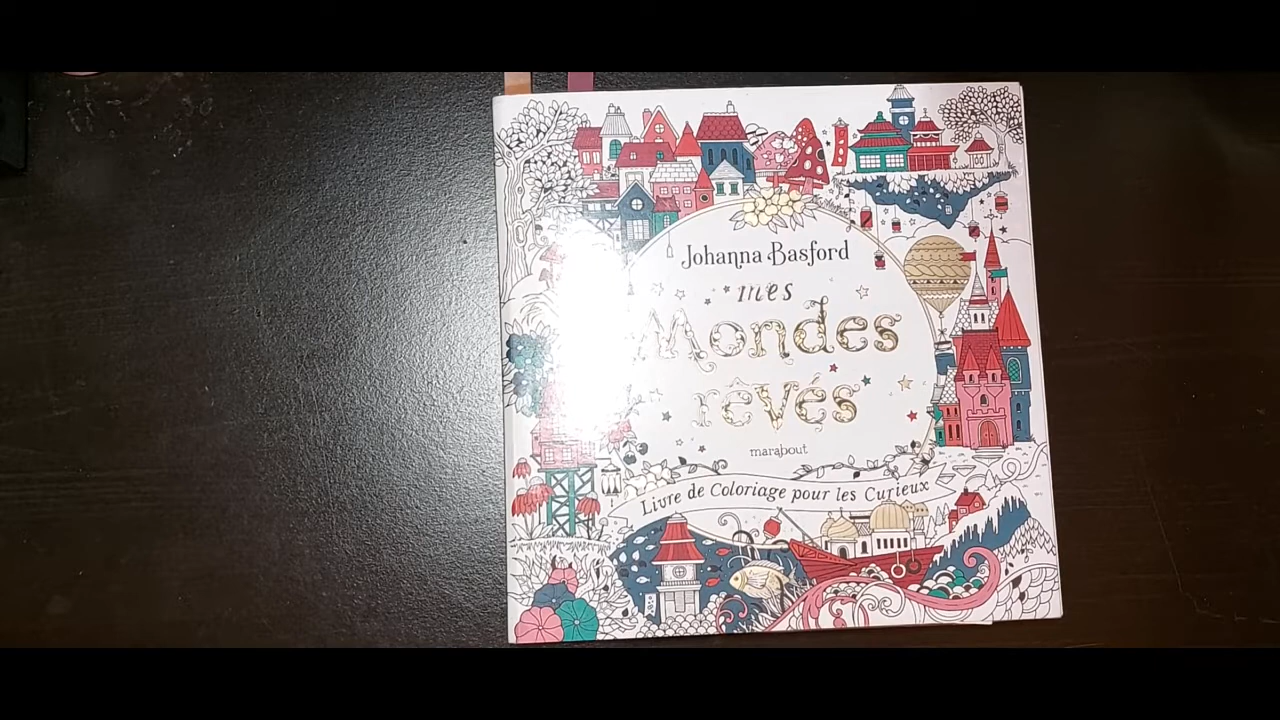 Johanna Basford
mes
Mondes
rêvés
marabout
Livre de Coloriage pour les Curieux